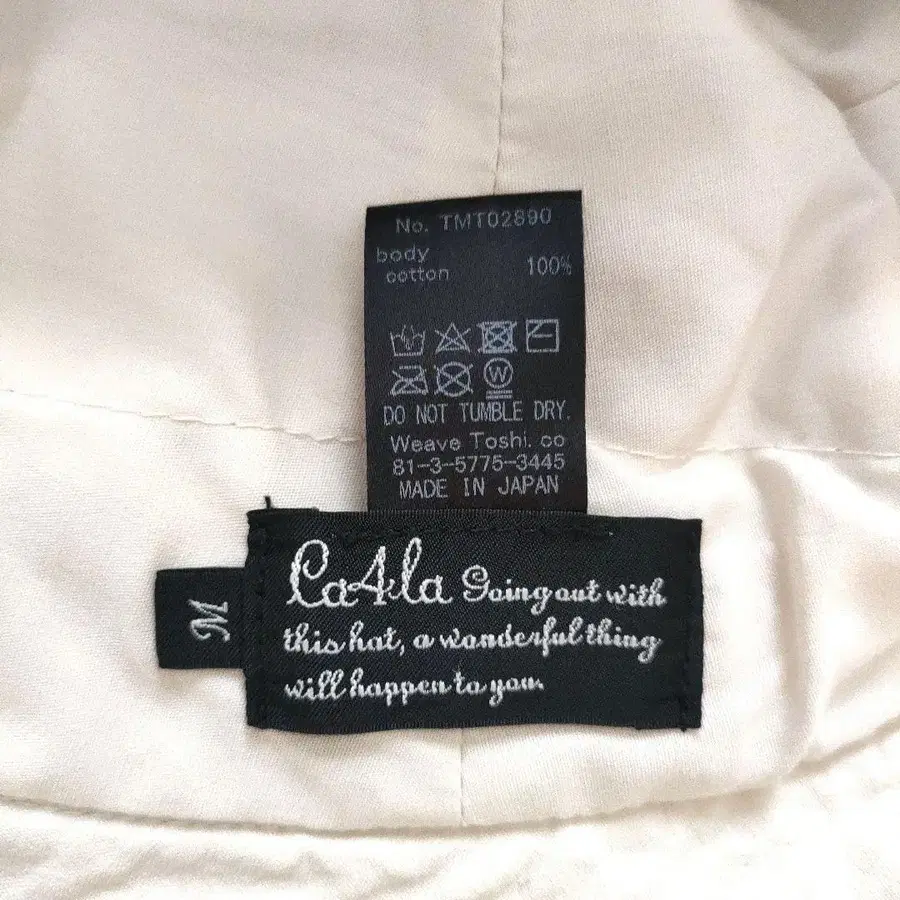 No. TMT02890
body
cotton 100%
W
DO NOT TUMBLE DRY.
Weave Toshi. co
81-3-5775-3445
MADE IN JAPAN
M
Ca4la Going out with
this hat, a wonderful thing
will happen to you.